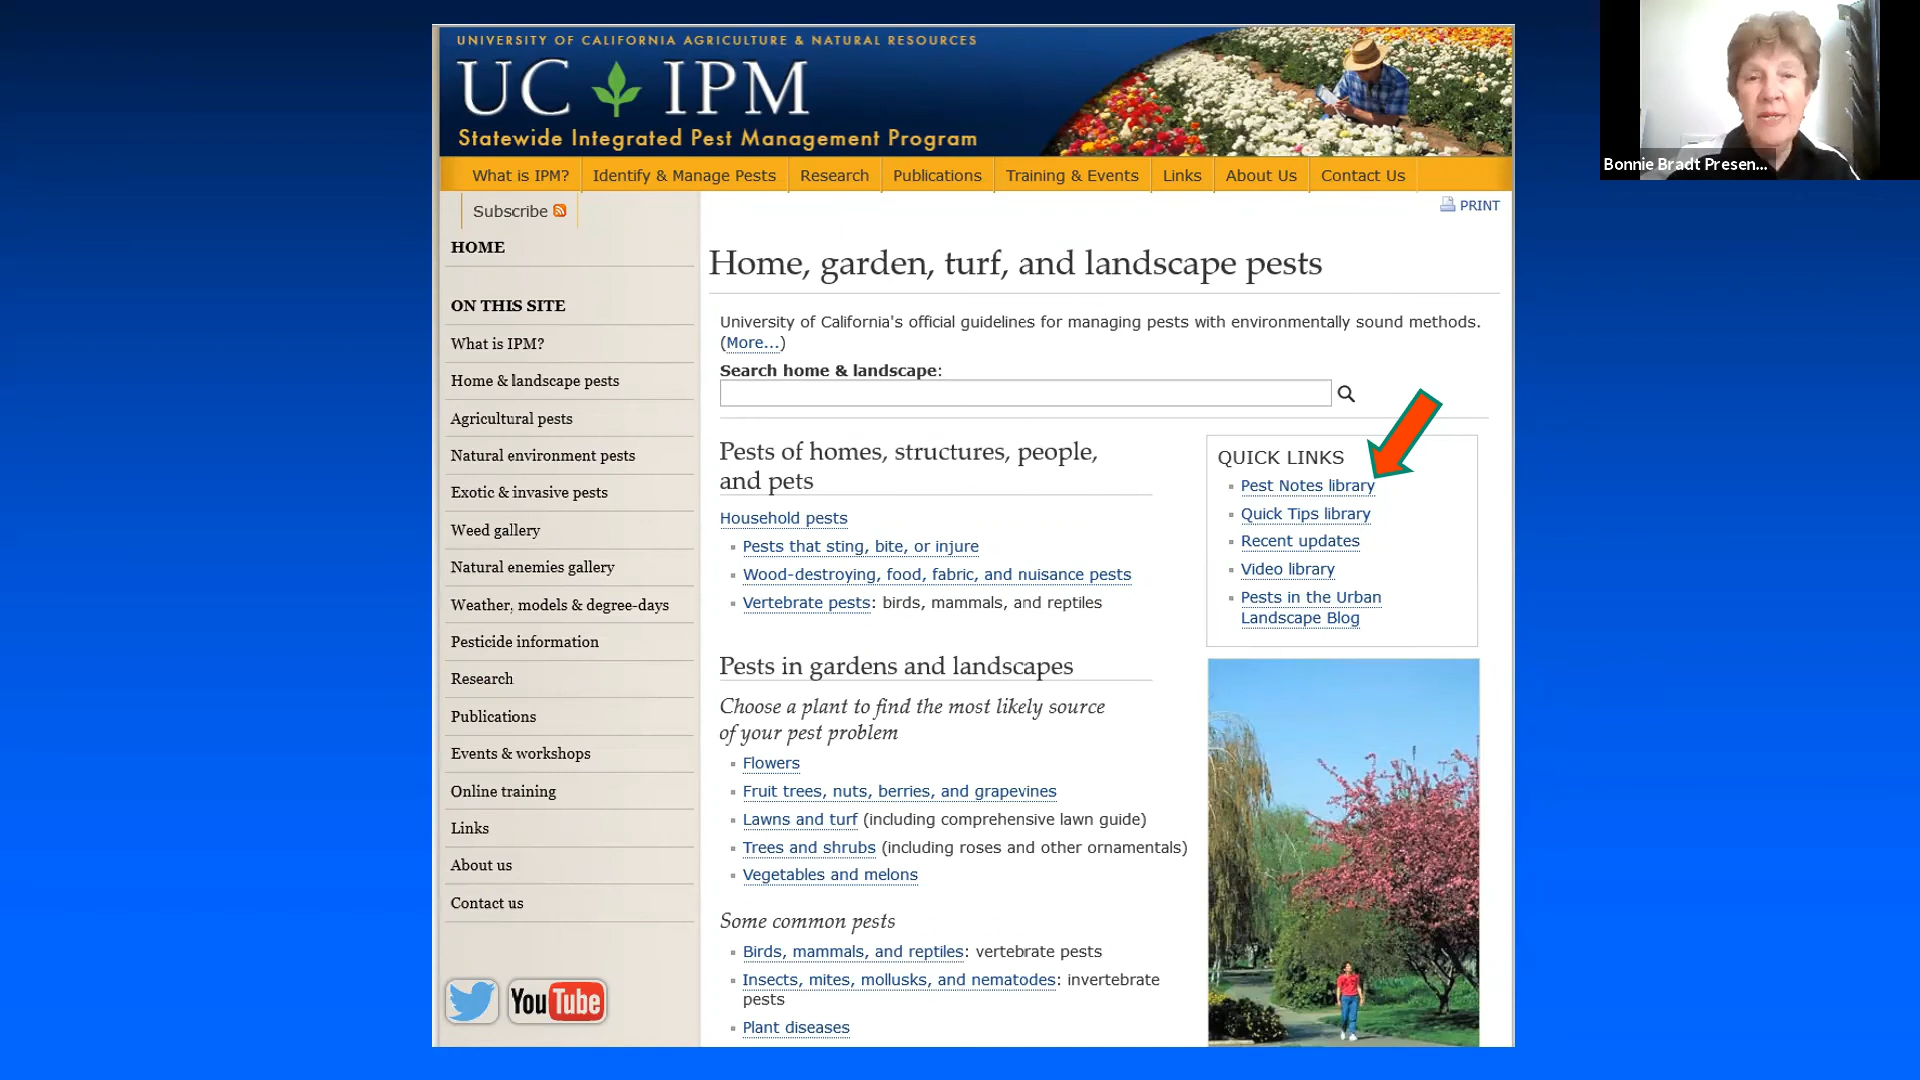 UNIVERSITY OF CALIFORNIA AGRICULTURE & NATURAL RESOURCES
UC IPM
Statewide Integrated Pest Management Program
What is IPM?
Identify & Manage Pests
Research
Publications
Training & Events
Links
About Us
Contact Us
Subscribe
PRINT
HOME
ON THIS SITE
What is IPM?
Home & landscape pests
Agricultural pests
Natural environment pests
Exotic & invasive pests
Weed gallery
Natural enemies gallery
Weather, models & degree-days
Pesticide information
Research
Publications
Events & workshops
Online training
Links
About us
Contact us
YouTube
Home, garden, turf, and landscape pests
University of California's official guidelines for managing pests with environmentally sound methods.
(More...)
Search home & landscape:
Pests of homes, structures, people,
and pets
Household pests
Pests that sting, bite, or injure
Wood-destroying, food, fabric, and nuisance pests
Vertebrate pests: birds, mammals, and reptiles
Pests in gardens and landscapes
Choose a plant to find the most likely source
of your pest problem
Flowers
Fruit trees, nuts, berries, and grapevines
Lawns and turf (including comprehensive lawn guide)
Trees and shrubs (including roses and other ornamentals)
Vegetables and melons
Some common pests
Birds, mammals, and reptiles: vertebrate pests
Insects, mites, mollusks, and nematodes: invertebrate
pests
Plant diseases
QUICK LINKS
Pest Notes library
Quick Tips library
Recent updates
Video library
Pests in the Urban
Landscape Blog
Bonnie Bradt Presen...